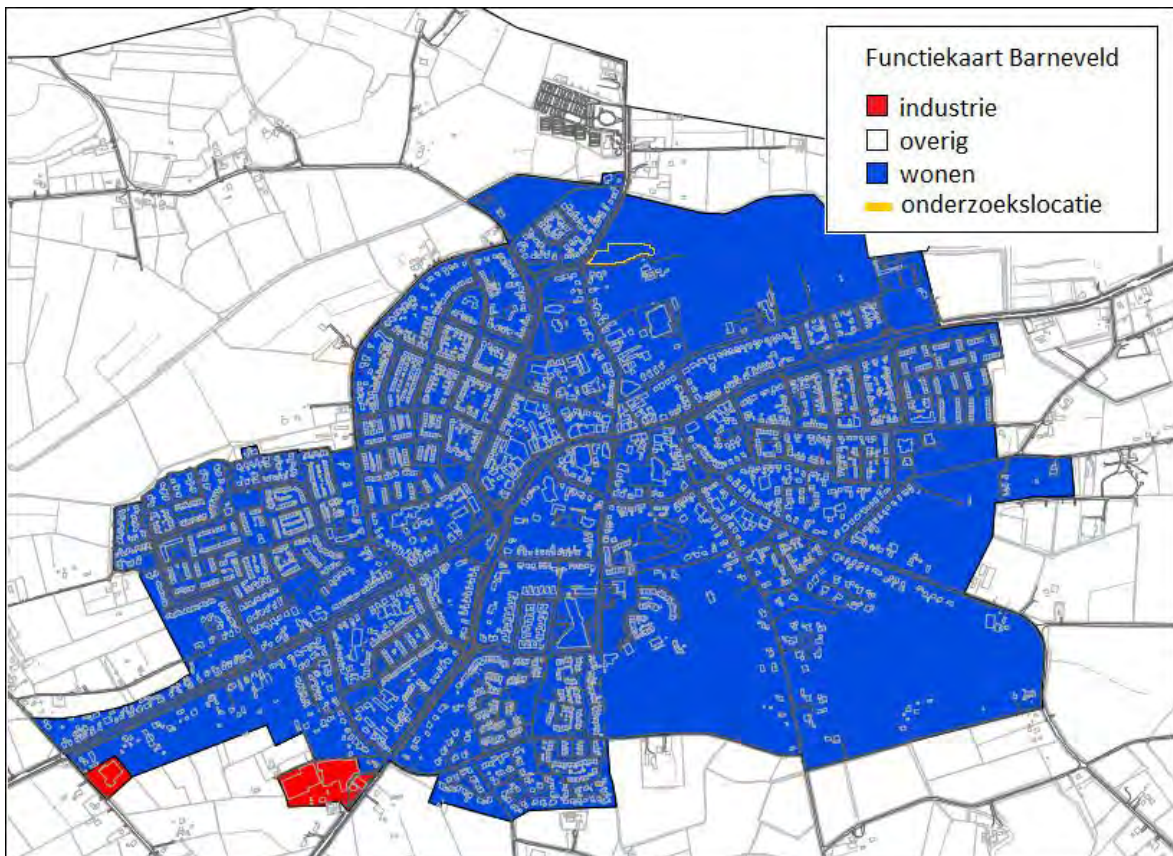 Functiekaart Barneveld
industrie
overig
wonen
onderzoekslocatie